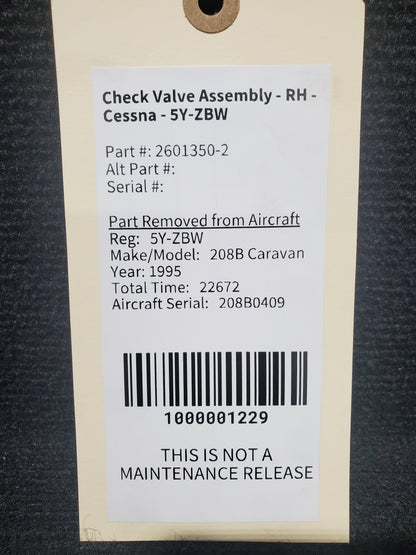 Check Valve Assembly - RH -
Cessna - 5Y-ZBW
Part #: 2601350-2
Alt Part #:
Serial #:
Part Removed from Aircraft
Reg: 5Y-ZBW
Make/Model: 208B Caravan
Year: 1995
Total Time: 22672
Aircraft Serial: 208B0409
1000001229
THIS IS NOT A
MAINTENANCE RELEASE